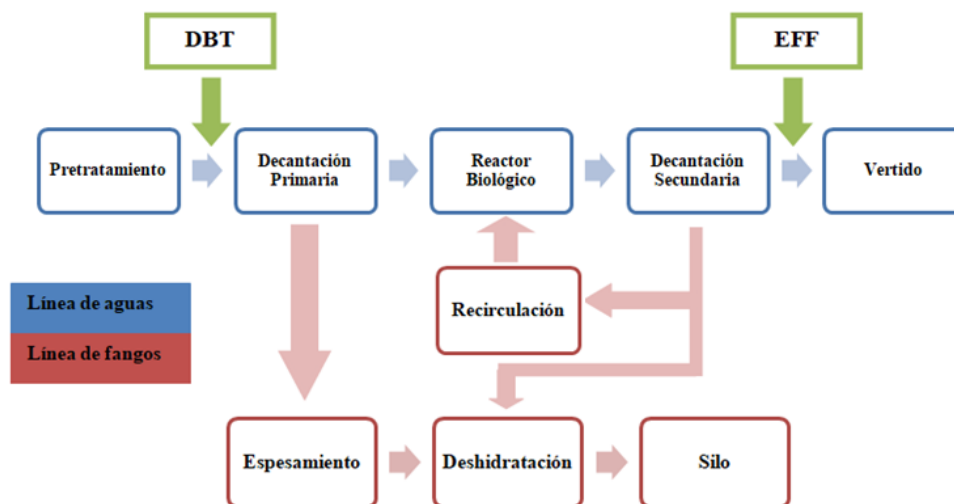 DBT
EFF
Pretratamiento
Decantación
Primaria
Reactor
Biológico
Decantación
Secundaria
Vertido
Recirculación
Línea de aguas
Línea de fangos
Espesamiento
Deshidratación
Silo